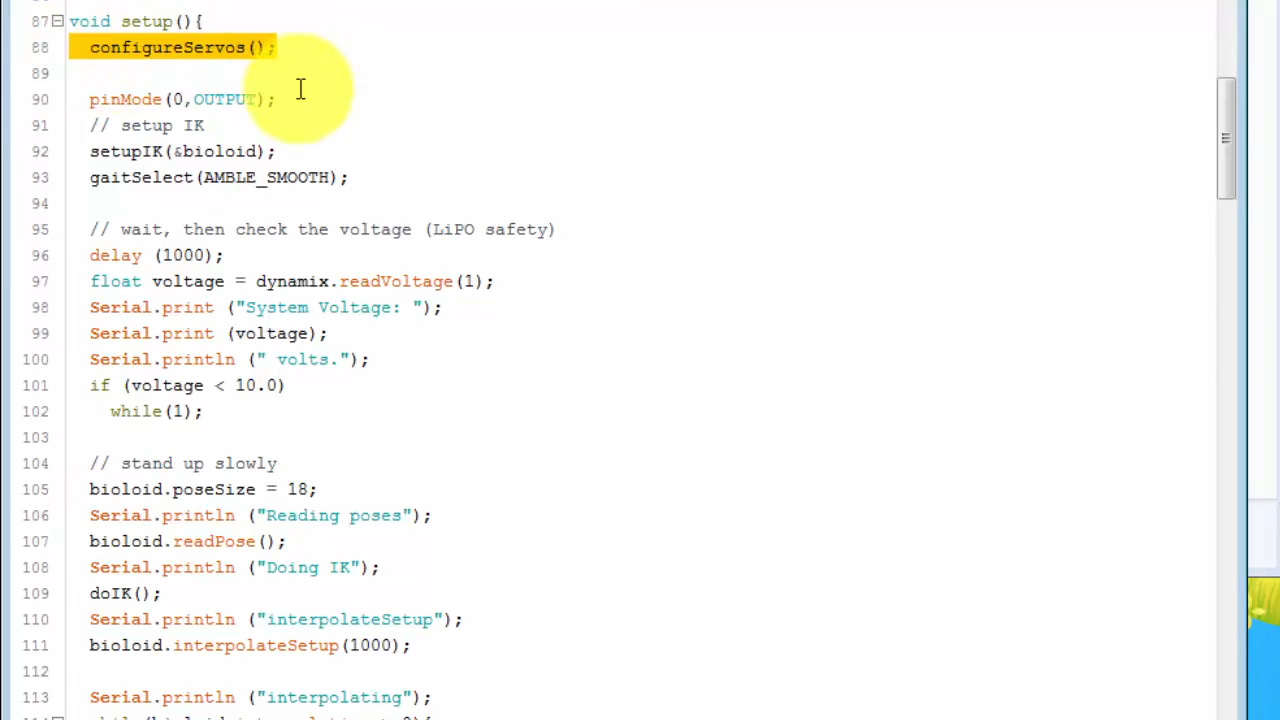 87 void setup(){
88 configureServos();
89
90 pinMode(0,OUTPUT);
91 // setup IK
92 setupIK(&bioloid);
93 gaitSelect(AMBLE_SMOOTH);
94
95 // wait, then check the voltage (LiPO safety)
96 delay (1000);
97 float voltage = dynamix.readVoltage(1);
98 Serial.print ("System Voltage: ");
99 Serial.print (voltage);
100 Serial.println (" volts.");
101 if (voltage < 10.0)
102 while(1);
103
104 // stand up slowly
105 bioloid.poseSize = 18;
106 Serial.println ("Reading poses");
107 bioloid.readPose();
108 Serial.println ("Doing IK");
109 doIK();
110 Serial.println ("interpolateSetup");
111 bioloid.interpolateSetup(1000);
112
113 Serial.println ("interpolating");